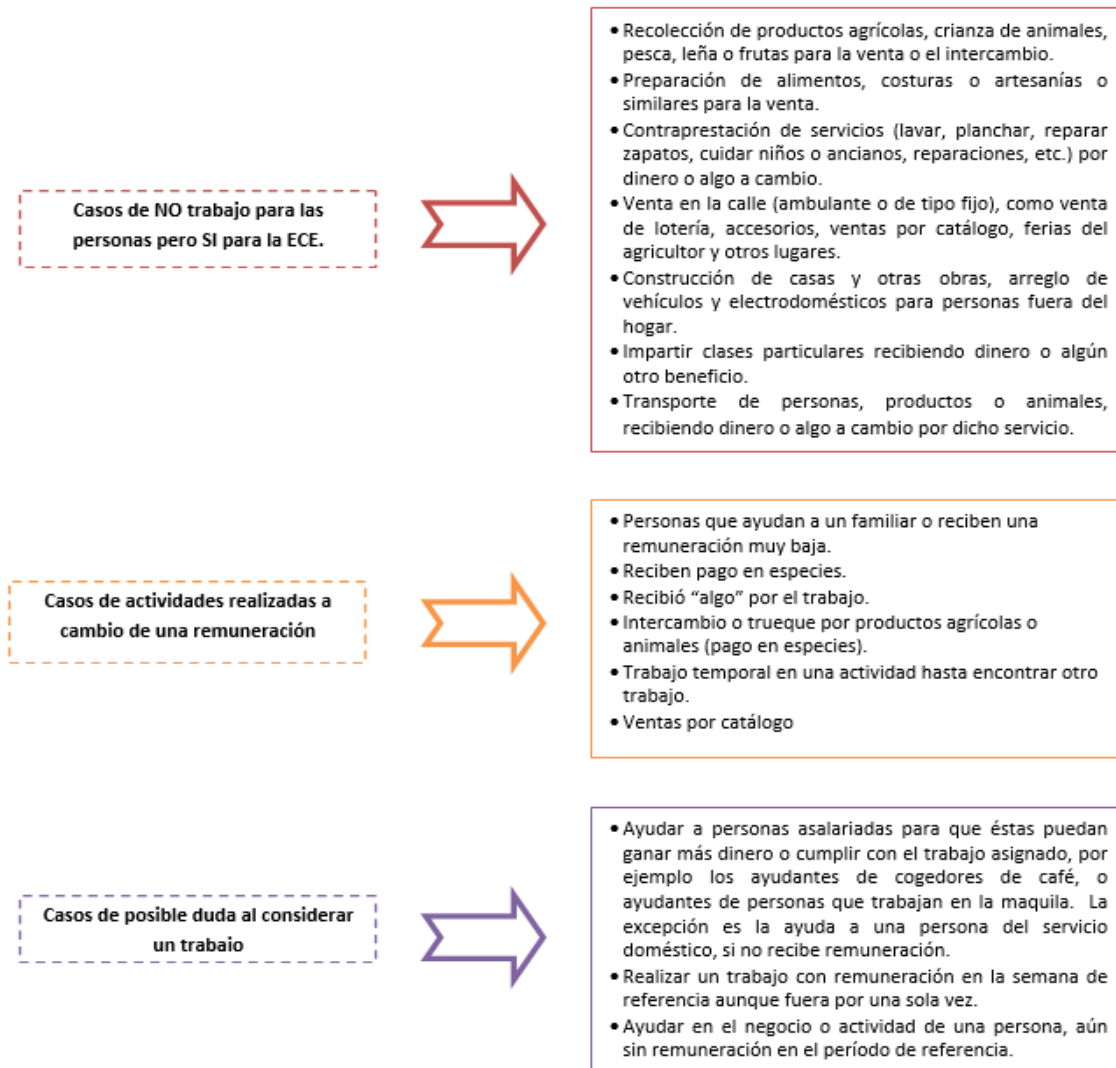 • Recolección de productos agrícolas, crianza de animales,
pesca, leña o frutas para la venta o el intercambio.
• Preparación de alimentos, costuras o artesanías o
similares para la venta.
• Contraprestación de servicios (lavar, planchar, reparar
zapatos, cuidar niños o ancianos, reparaciones, etc.) por
dinero o algo a cambio.
• Venta en la calle (ambulante o de tipo fijo), como venta
de lotería, accesorios, ventas por catálogo, ferias del
agricultor y otros lugares.
• Construcción de casas y otras obras, arreglo de
vehículos y electrodomésticos para personas fuera del
hogar.
• Impartir clases particulares recibiendo dinero o algún
otro beneficio.
• Transporte de personas, productos o animales,
recibiendo dinero o algo a cambio por dicho servicio.
Casos de NO trabajo para las
personas pero SI para la ECE.
• Personas que ayudan a un familiar o reciben una
remuneración muy baja.
• Reciben pago en especies.
• Recibió “algo” por el trabajo.
• Intercambio o trueque por productos agrícolas o
animales (pago en especies).
• Trabajo temporal en una actividad hasta encontrar otro
trabajo.
• Ventas por catálogo
Casos de actividades realizadas a
cambio de una remuneración
• Ayudar a personas asalariadas para que éstas puedan
ganar más dinero o cumplir con el trabajo asignado, por
ejemplo los ayudantes de cogedores de café, o
ayudantes de personas que trabajan en la maquila. La
excepción es la ayuda a una persona del servicio
doméstico, si no recibe remuneración.
• Realizar un trabajo con remuneración en la semana de
referencia aunque fuera por una sola vez.
• Ayudar en el negocio o actividad de una persona, aún
sin remuneración en el período de referencia.
Casos de posible duda al considerar
un trabajo